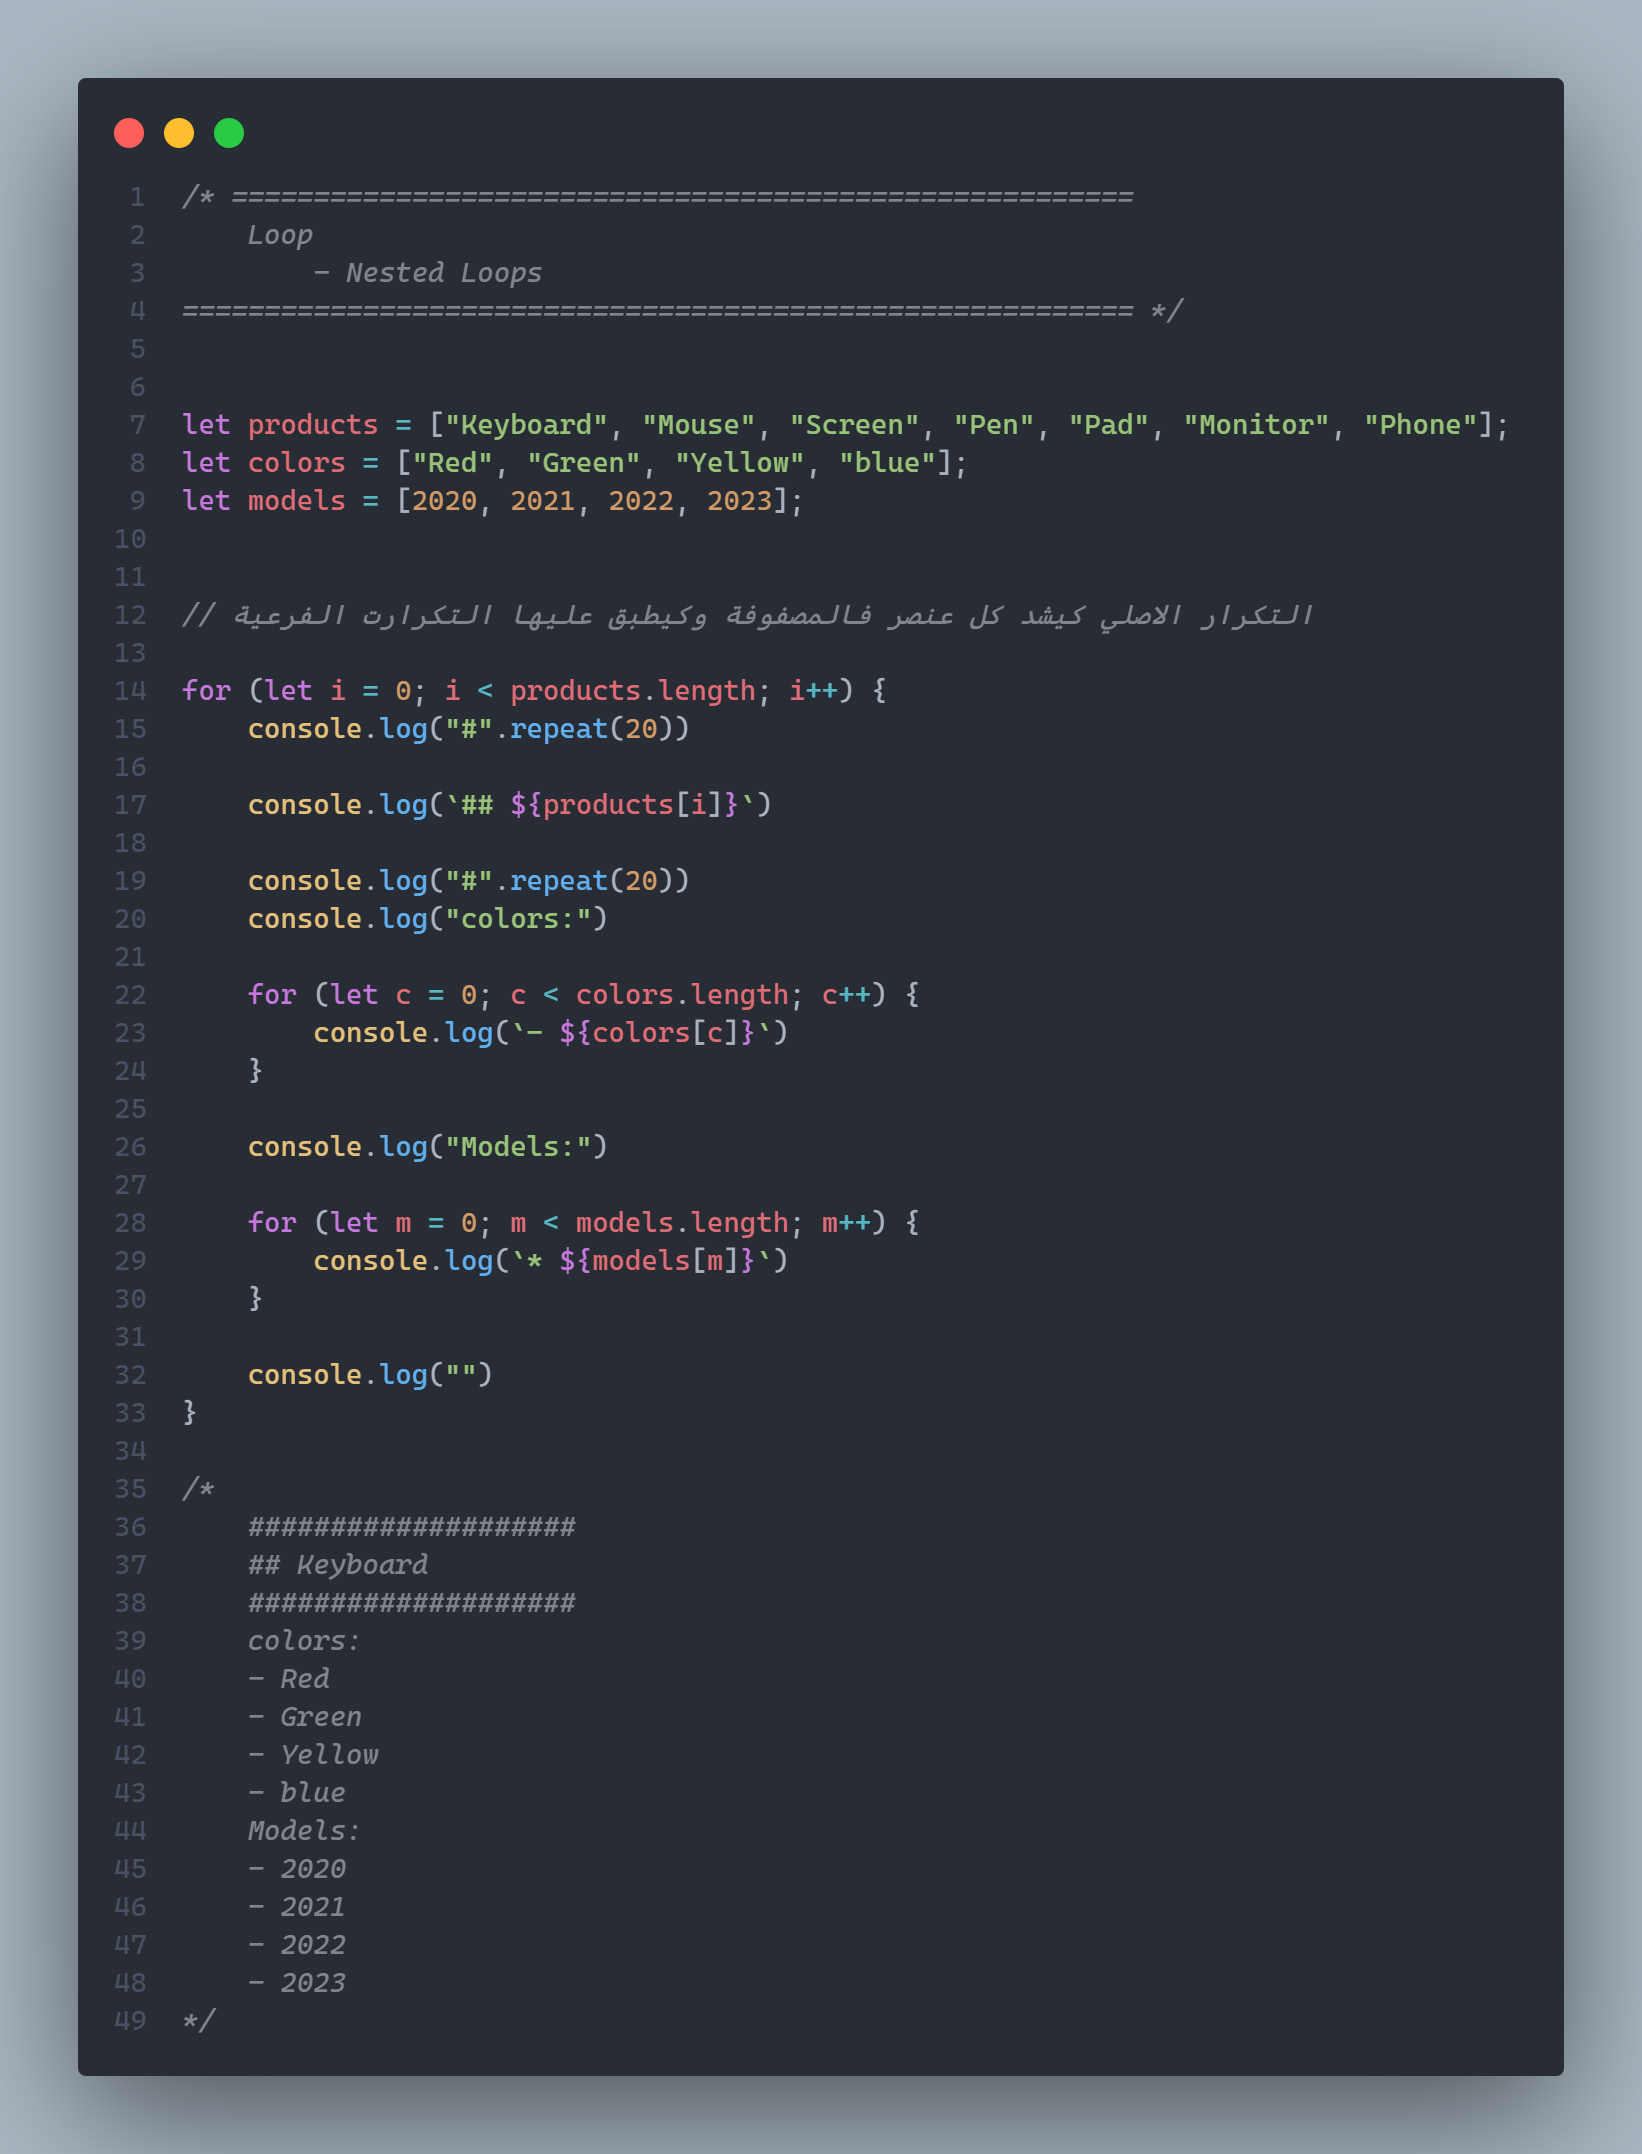 1 /* =======================================================
2     Loop
3         - Nested Loops
4 ========================================================== */
5
6
7 let products = ["Keyboard", "Mouse", "Screen", "Pen", "Pad", "Monitor", "Phone"];
8 let colors = ["Red", "Green", "Yellow", "blue"];
9 let models = [2020, 2021, 2022, 2023];
10
11
12 // التكرار الاصلي كيشد كل عنصر فالمصفوفة وكيطبق عليها التكرارت الفرعية
13
14 for (let i = 0; i < products.length; i++) {
15     console.log("#".repeat(20))
16
17     console.log(`## ${products[i]}`)
18
19     console.log("#".repeat(20))
20     console.log("colors:")
21
22     for (let c = 0; c < colors.length; c++) {
23         console.log(`- ${colors[c]}`)
24     }
25
26     console.log("Models:")
27
28     for (let m = 0; m < models.length; m++) {
29         console.log(`* ${models[m]}`)
30     }
31
32     console.log("")
33 }
34
35 /*
36     ####################
37     ## Keyboard
38     ####################
39     colors:
40     - Red
41     - Green
42     - Yellow
43     - blue
44     Models:
45     - 2020
46     - 2021
47     - 2022
48     - 2023
49 */